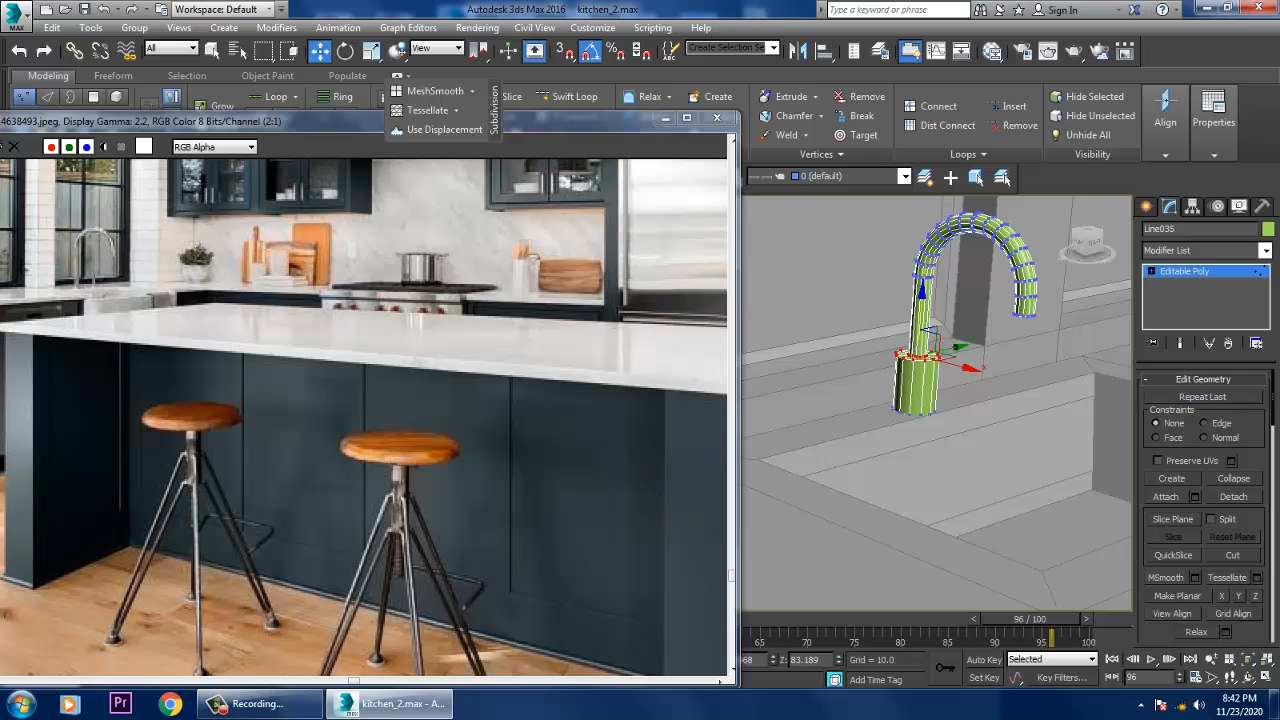 Workspace: Default
Autodesk 3ds Max 2016 kitchen_2.max
Type a keyword or phrase
Sign In
MAX
Edit Tools Group Views Create Modifiers Animation Graph Editors Rendering Civil View Customize Scripting Help
All
View
3
Create Selection Se
Modeling Freeform Selection Object Paint Populate
MeshSmooth
Tessellate
Use Displacement
Subdivision
Grow
Loop
Ring
Slice
Swift Loop
Relax
Create
Extrude
Remove
Chamfer
Break
Weld
Target
Vertices
Connect
Insert
Dist Connect
Remove
Loops
Hide Selected
Hide Unselected
Unhide All
Visibility
Align
Properties
4638493.jpeg, Display Gamma: 2.2, RGB Color 8 Bits/Channel (2:1)
RGB Alpha
0 (default)
x
Line035
Modifier List
Editable Poly
Edit Geometry
Repeat Last
Constraints
None Edge
Face Normal
Preserve UVs
Create Collapse
Attach Detach
Slice Plane Split
Slice Reset Plane
QuickSlice Cut
MSmooth Tessellate
Make Planar X Y Z
View Align Grid Align
Relax
96 / 100
65 70 75 80 85 90 95 100
68 Z: 83.189 Grid = 10.0
Add Time Tag
Auto Key Selected
Set Key Key Filters...
96
Recording...
kitchen_2.max - A...
8:42 PM
11/23/2020